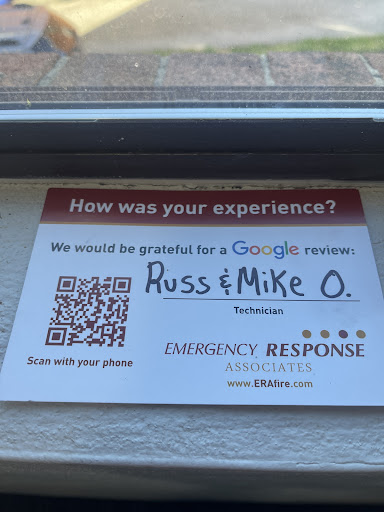 How was your experience?
We would be grateful for a Google review:
Russ & Mike O.
Technician
Scan with your phone
EMERGENCY RESPONSE
ASSOCIATES
www.ERAfire.com